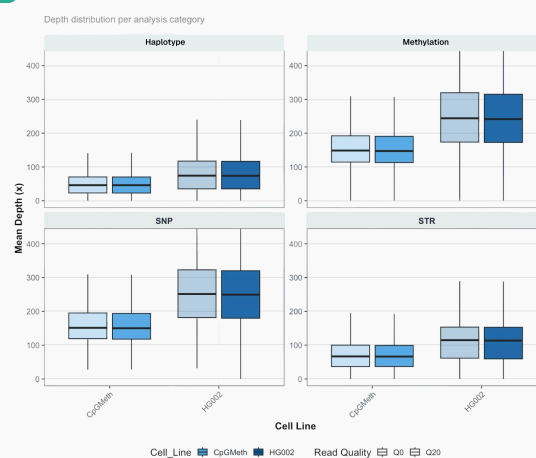 Depth distribution per analysis category
Haplotype
Methylation
400
300
200
100
0
400
300
200
100
0
SNP
STR
400
300
200
100
0
400
300
200
100
0
Mean Depth (x)
CpGMeth
HG002
CpGMeth
HG002
Cell Line
Cell_Line CpGMeth HG002 Read Quality Q0 Q20